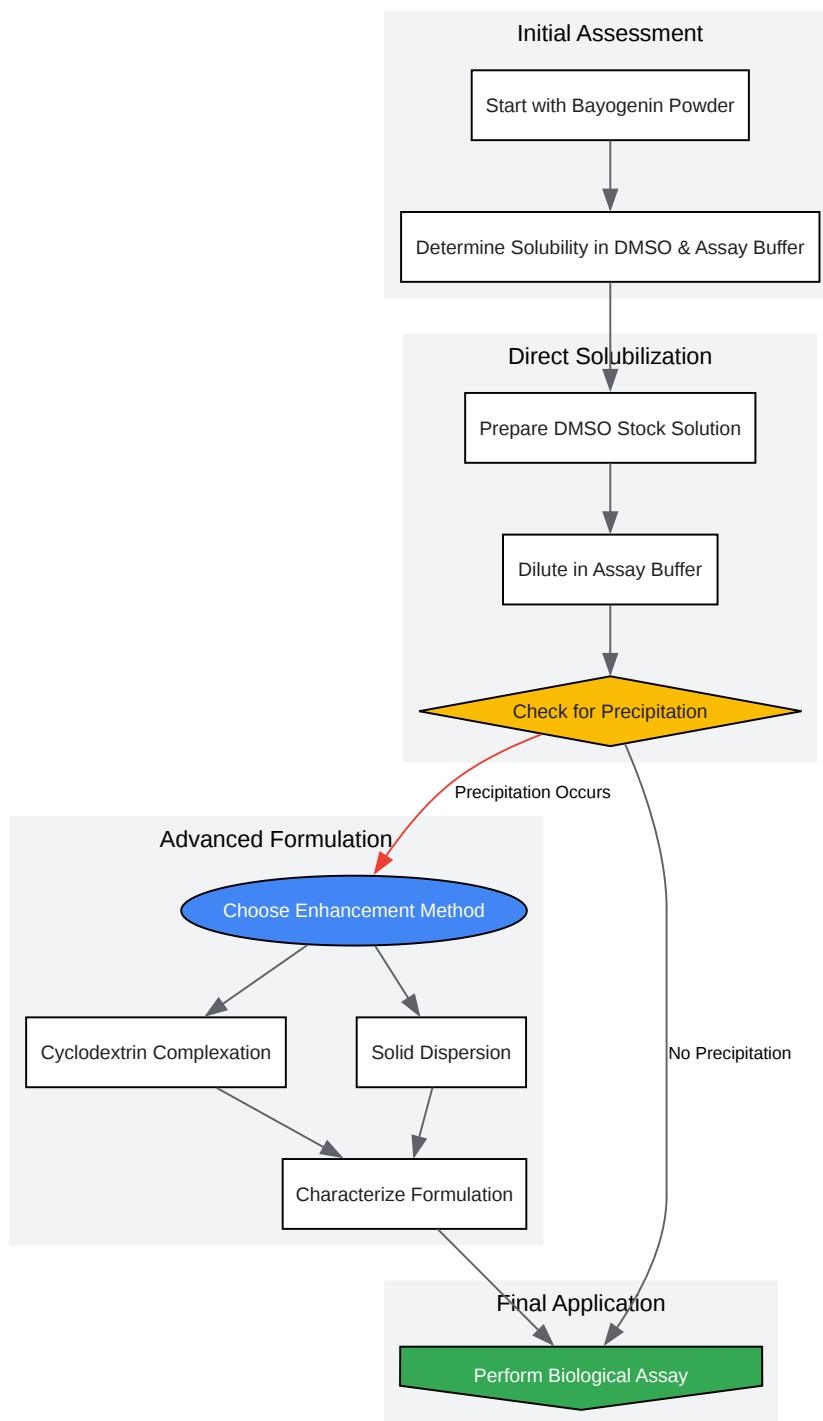 Initial Assessment
Start with Bayogenin Powder
Determine Solubility in DMSO & Assay Buffer
Direct Solubilization
Prepare DMSO Stock Solution
Dilute in Assay Buffer
Check for Precipitation
Precipitation Occurs
Advanced Formulation
Choose Enhancement Method
Cyclodextrin Complexation
Solid Dispersion
No Precipitation
Characterize Formulation
Final Application
Perform Biological Assay